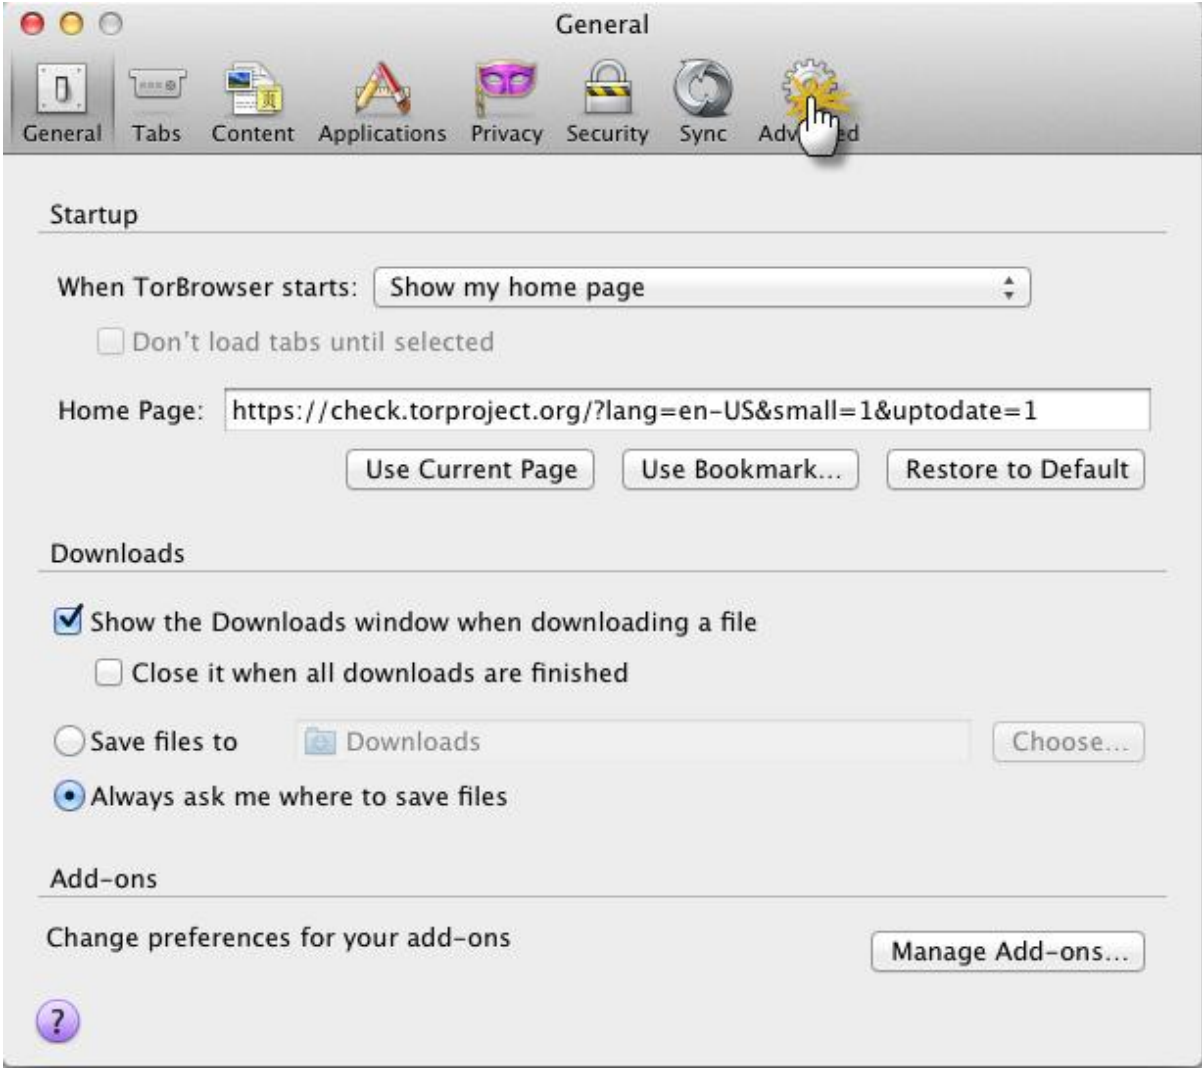 General
General Tabs Content Applications Privacy Security Sync Advanced
Startup
When TorBrowser starts: Show my home page
Don't load tabs until selected
Home Page: https://check.torproject.org/?lang=en-US&small=1&uptodate=1
Use Current Page Use Bookmark... Restore to Default
Downloads
Show the Downloads window when downloading a file
Close it when all downloads are finished
Save files to Downloads Choose...
Always ask me where to save files
Add-ons
Change preferences for your add-ons
Manage Add-ons...
?